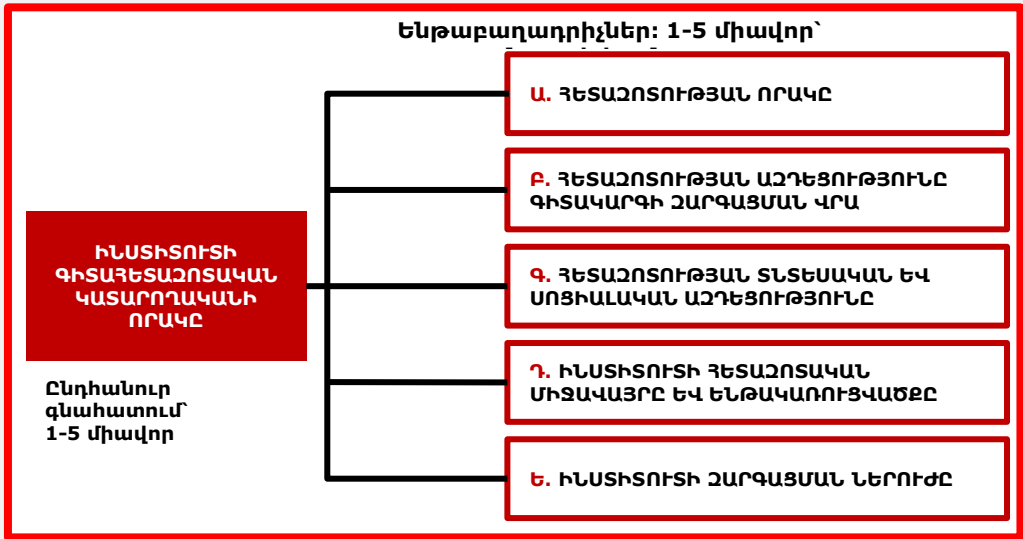 Ենթաբաղադրիչներ: 1-5 միավոր՝
Ա. ՀԵՏԱԶՈՏՈՒԹՅԱՆ ՈՐԱԿԸ
Բ. ՀԵՏԱԶՈՏՈՒԹՅԱՆ ԱԶԴԵՑՈՒԹՅՈՒՆԸ
ԳԻՏԱԿԱՐԳԻ ԶԱՐԳԱՑՄԱՆ ՎՐԱ
ԻՆՍՏԻՏՈՒՏԻ
ԳԻՏԱՀԵՏԱԶՈՏԱԿԱՆ
ԿԱՏԱՐՈՂԱԿԱՆԻ
ՈՐԱԿԸ
Գ. ՀԵՏԱԶՈՏՈՒԹՅԱՆ ՏՆՏԵՍԱԿԱՆ ԵՎ
ՍՈՑԻԱԼԱԿԱՆ ԱԶԴԵՑՈՒԹՅՈՒՆԸ
Դ. ԻՆՍՏԻՏՈՒՏԻ ՀԵՏԱԶՈՏԱԿԱՆ
ՄԻՋԱՎԱՅՐԸ ԵՎ ԵՆԹԱԿԱՌՈՒՑՎԱԾՔԸ
Ընդհանուր
գնահատում՝
1-5 միավոր
Ե. ԻՆՍՏԻՏՈՒՏԻ ԶԱՐԳԱՑՄԱՆ ՆԵՐՈՒԺԸ